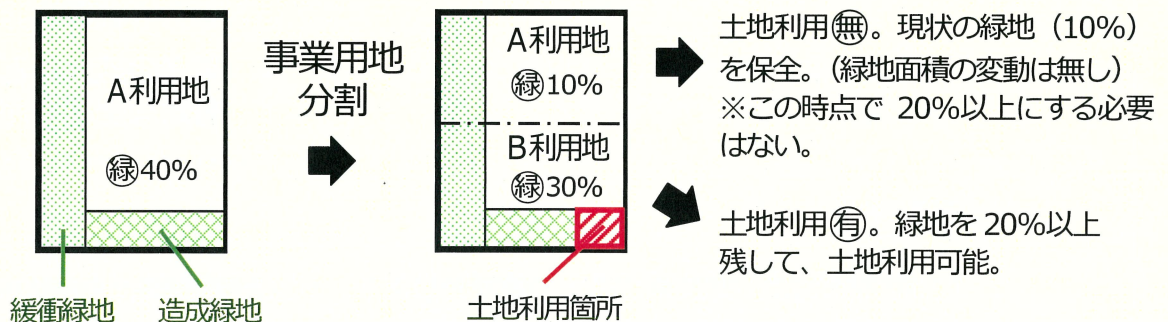 A利用地
㊙40%
緩衝緑地
造成緑地
事業用地
分割
A利用地
緑10%
B利用地
緑30%
土地利用箇所
土地利用無。現状の緑地（10%）
を保全。（緑地面積の変動は無し）
※この時点で 20%以上にする必要
はない。
土地利用有。緑地を 20%以上
残して、土地利用可能。